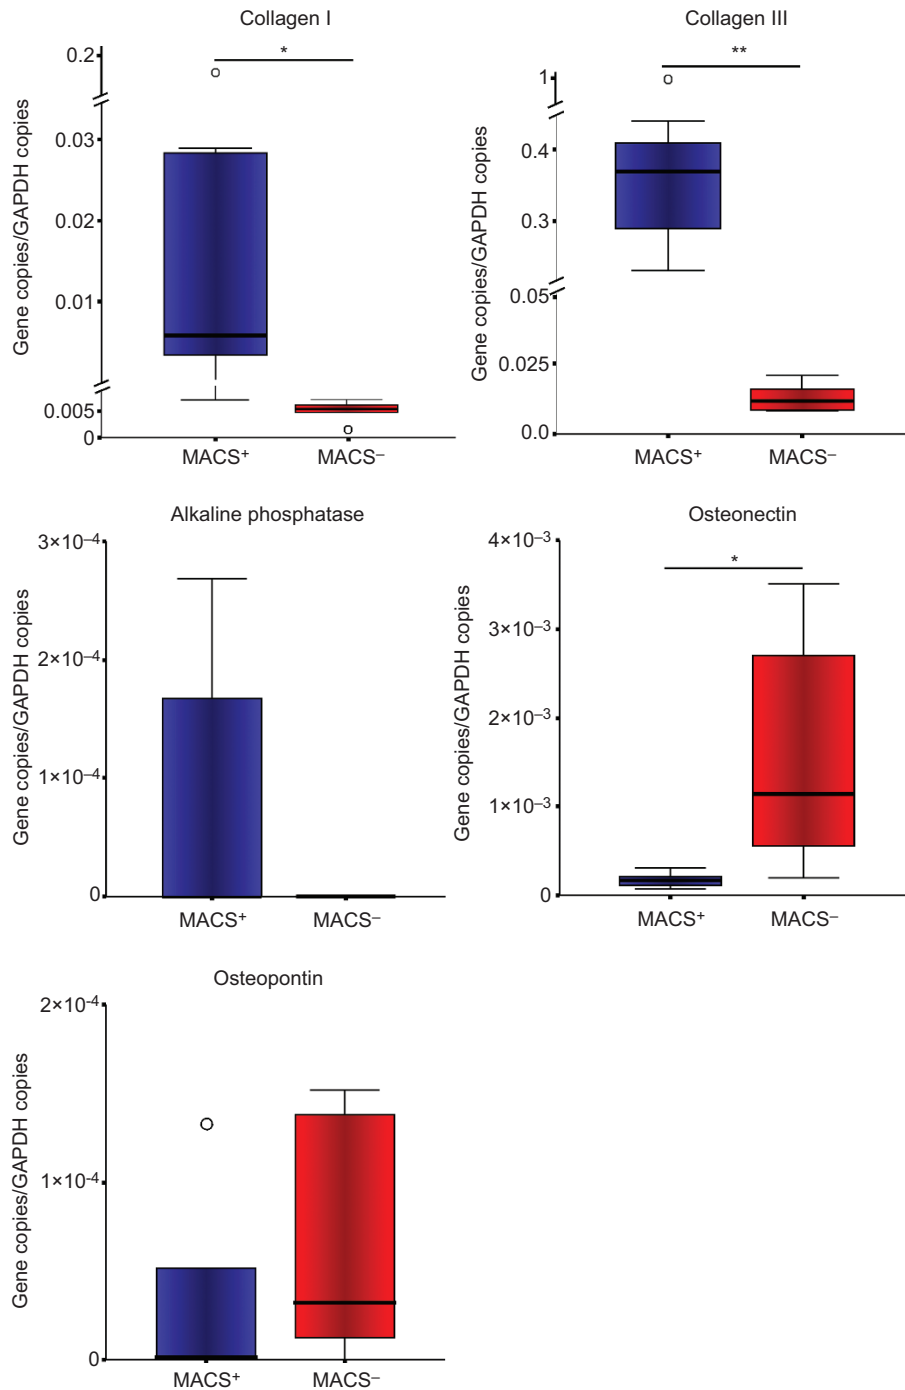 Collagen I
*
Gene copies/GAPDH copies
0.2
0.03
0.02
0.01
0.005
0
MACS⁺
MACS⁻
Collagen III
**
Gene copies/GAPDH copies
1
0.4
0.3
0.05
0.025
0.0
MACS⁺
MACS⁻
Alkaline phosphatase
Gene copies/GAPDH copies
3×10⁻⁴
2×10⁻⁴
1×10⁻⁴
0
MACS⁺
MACS⁻
Osteonectin
*
Gene copies/GAPDH copies
4×10⁻³
3×10⁻³
2×10⁻³
1×10⁻³
0
MACS⁺
MACS⁻
Osteopontin
Gene copies/GAPDH copies
2×10⁻⁴
1×10⁻⁴
0
MACS⁺
MACS⁻